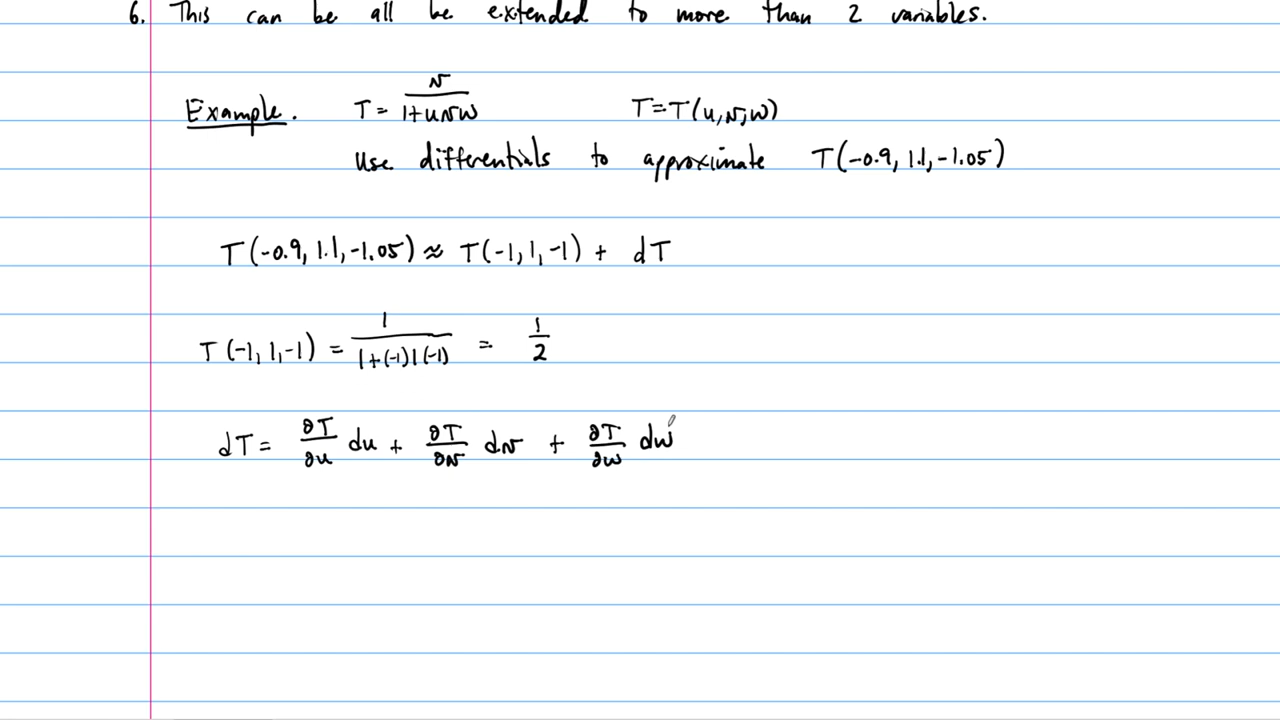 6. This can be all be extended to more than 2 variables.
Example. T = v/(1+uvw) T=T(u,v,w)
Use differentials to approximate T(-0.9, 1.1, -1.05)
T(-0.9, 1.1, -1.05) ≈ T(-1, 1, -1) + dT
T(-1, 1, -1) = 1/(1+(-1)1(-1)) = 1/2
dT = ∂T/∂u du + ∂T/∂v dv + ∂T/∂w dw